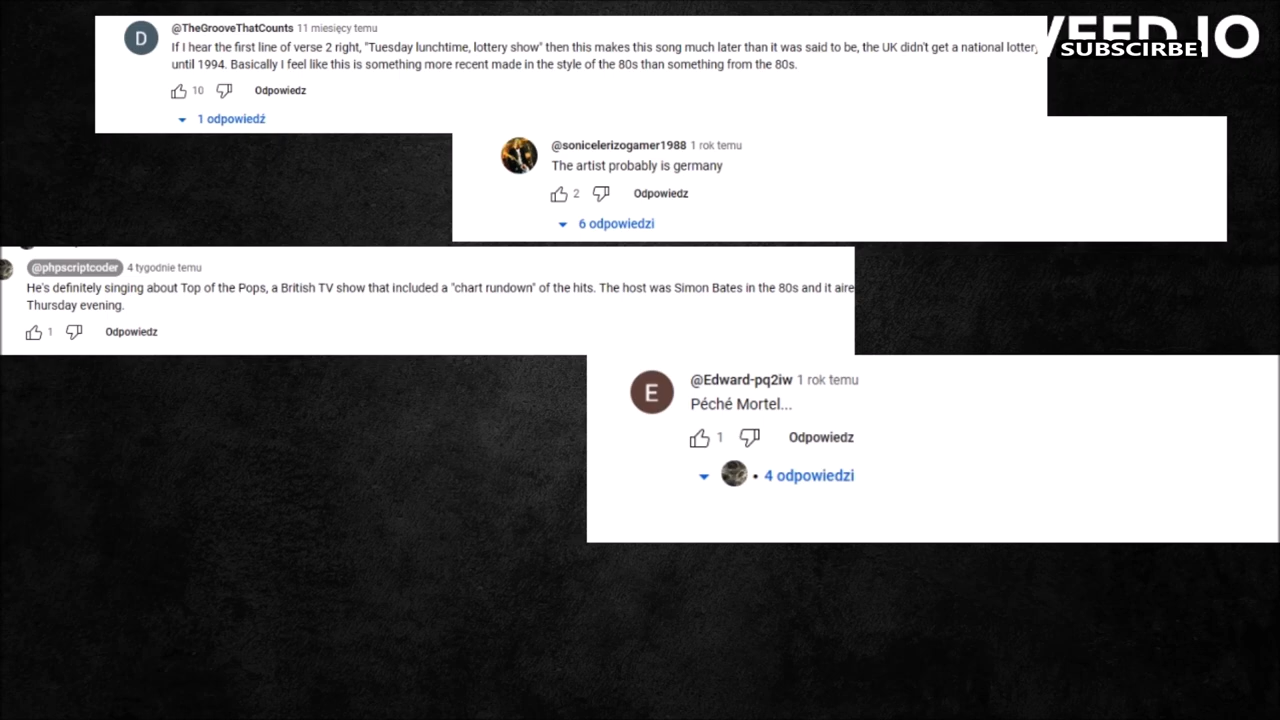 @TheGrooveThatCounts 11 miesięcy temu
If I hear the first line of verse 2 right, "Tuesday lunchtime, lottery show" then this makes this song much later than it was said to be, the UK didn't get a national lottery
until 1994. Basically I feel like this is something more recent made in the style of the 80s than something from the 80s.
10 Odpowiedz
1 odpowiedź
VEED.IO
SUBSCIRBE!
@sonicelerizogamer1988 1 rok temu
The artist probably is germany
2 Odpowiedz
6 odpowiedzi
@phpscriptcoder 4 tygodnie temu
He's definitely singing about Top of the Pops, a British TV show that included a "chart rundown" of the hits. The host was Simon Bates in the 80s and it aire
Thursday evening.
1 Odpowiedz
E
@Edward-pq2iw 1 rok temu
Péché Mortel...
1 Odpowiedz
4 odpowiedzi
D